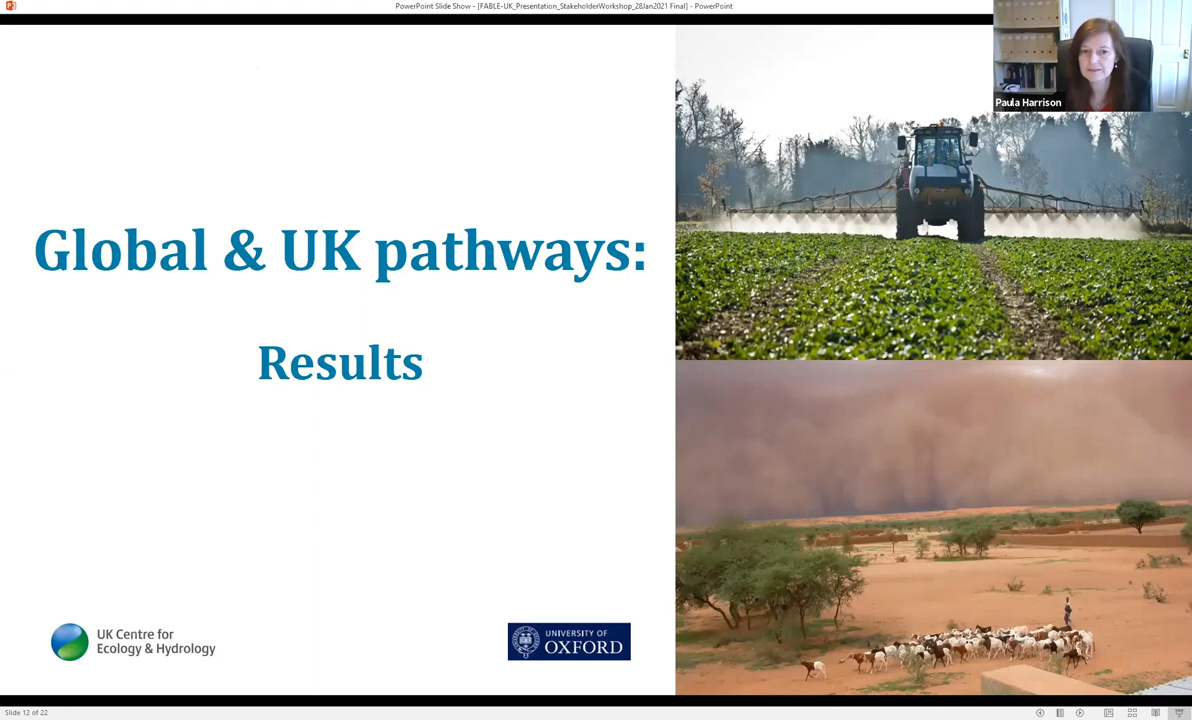 PowerPoint Slide Show - [FABLE-UK_Presentation_StakeholderWorkshop_28Jan2021 Final] - PowerPoint
Paula Harrison
Global & UK pathways:
Results
UK Centre for
Ecology & Hydrology
UNIVERSITY OF
OXFORD
Slide 12 of 22